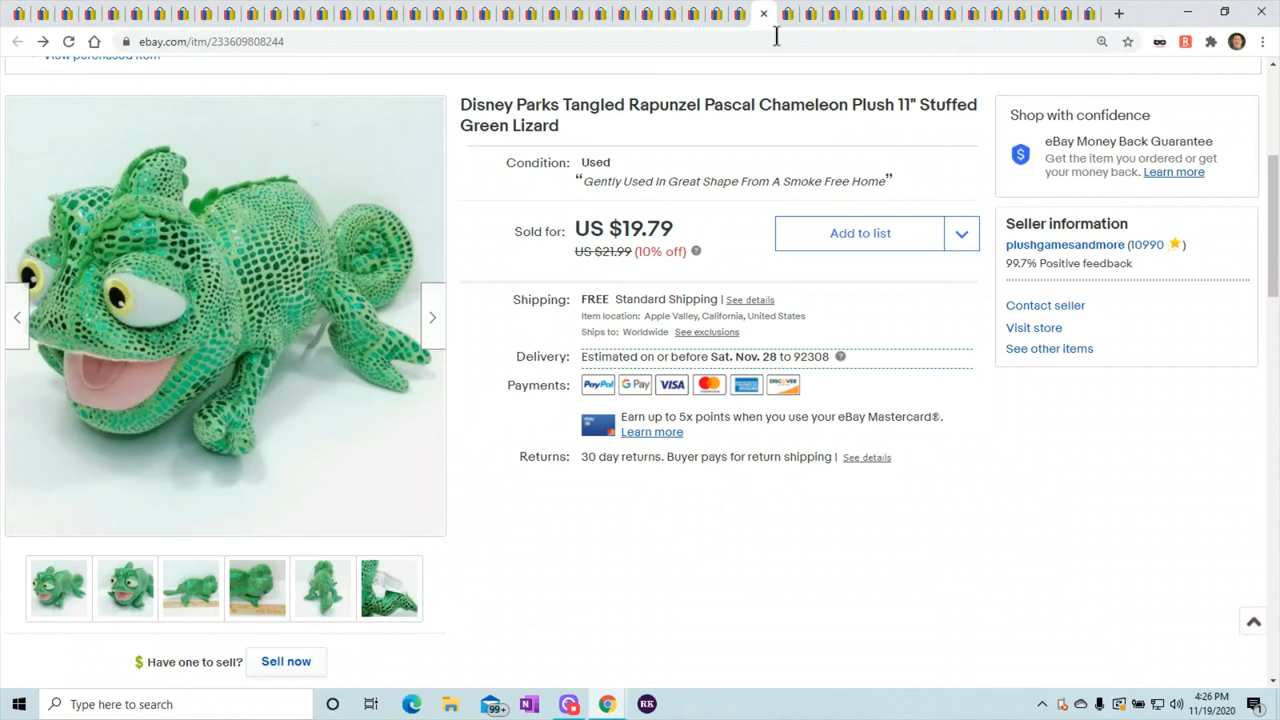 ebay.com/itm/233609808244
View purchased item
Disney Parks Tangled Rapunzel Pascal Chameleon Plush 11" Stuffed
Green Lizard
Condition: Used
"Gently Used In Great Shape From A Smoke Free Home"
Sold for: US $19.79
US $21.99 (10% off)
Add to list
Shipping: FREE Standard Shipping | See details
Item location: Apple Valley, California, United States
Ships to: Worldwide See exclusions
Delivery: Estimated on or before Sat. Nov. 28 to 92308
Payments: PayPal G Pay VISA mastercard DISCOVER
Earn up to 5x points when you use your eBay Mastercard®.
Learn more
Returns: 30 day returns. Buyer pays for return shipping | See details
Shop with confidence
eBay Money Back Guarantee
Get the item you ordered or get
your money back. Learn more
Seller information
plushgamesandmore (10990 )
99.7% Positive feedback
Contact seller
Visit store
See other items
$ Have one to sell? Sell now
Type here to search
99+
RK
4:26 PM
11/19/2020